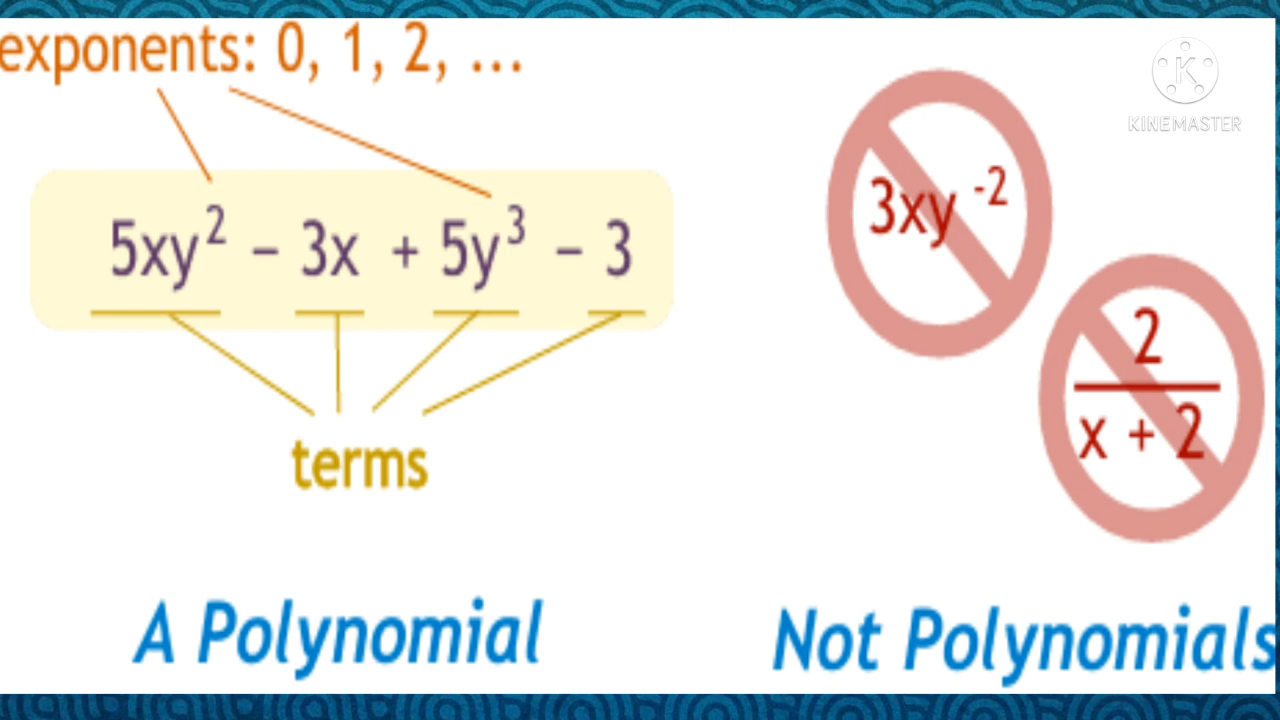 exponents: 0, 1, 2, ...
KINEMASTER
5xy² – 3x + 5y³ – 3
3xy ⁻²
2
x + 2
terms
A Polynomial
Not Polynomials